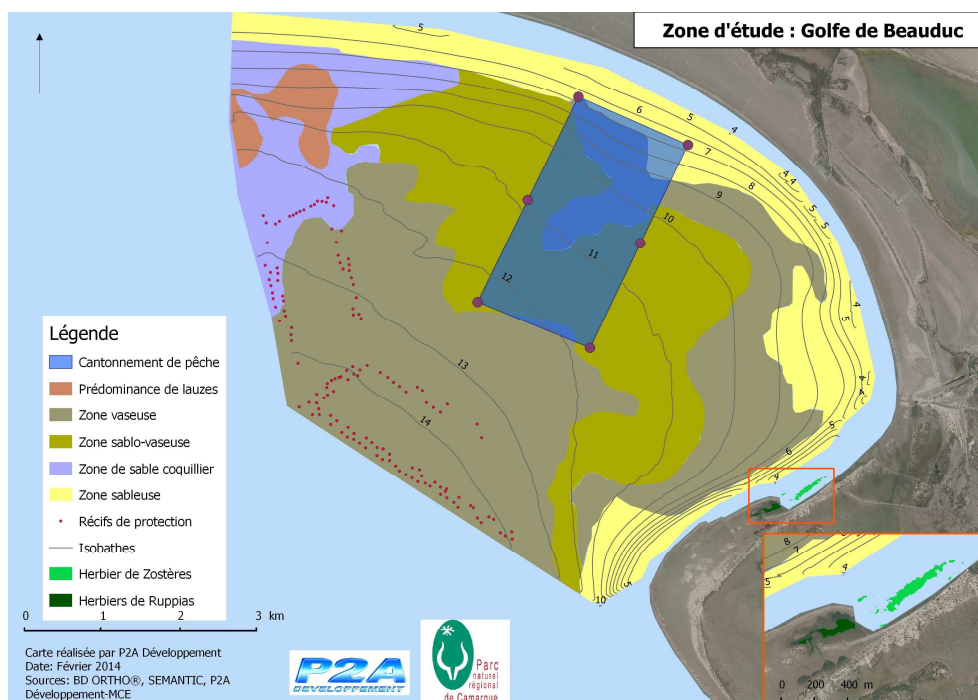 Zone d'étude : Golfe de Beauduc
5
6
5
4
7
8
4
4
5
9
10
5
11
12
4
5
13
4
4
14
5
6
4
5
10
Légende
Cantonnement de pêche
Prédominance de lauzes
Zone vaseuse
Zone sablo-vaseuse
Zone de sable coquillier
Zone sableuse
Récifs de protection
Isobathes
Herbier de Zostères
Herbiers de Ruppias
8
7
5
4
0 200 400 m
0 1 2 3 km
Carte réalisée par P2A Développement
Date: Février 2014
Sources: BD ORTHO®, SEMANTIC, P2A
Développement-MCE
P2A
DEVELOPPEMENT
Parc
naturel
régional
de Camargue